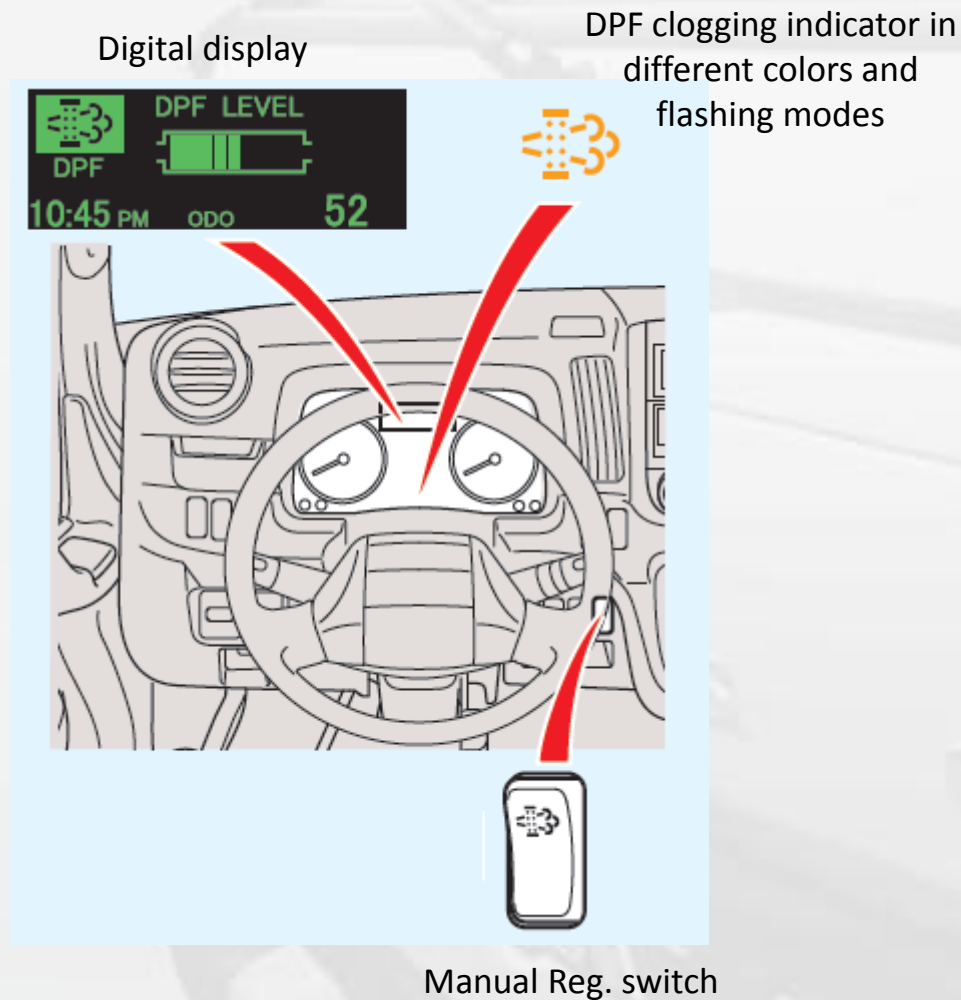 Digital display
DPF clogging indicator in
different colors and
flashing modes
DPF LEVEL
DPF
10:45 PM ODO 52
Manual Reg. switch